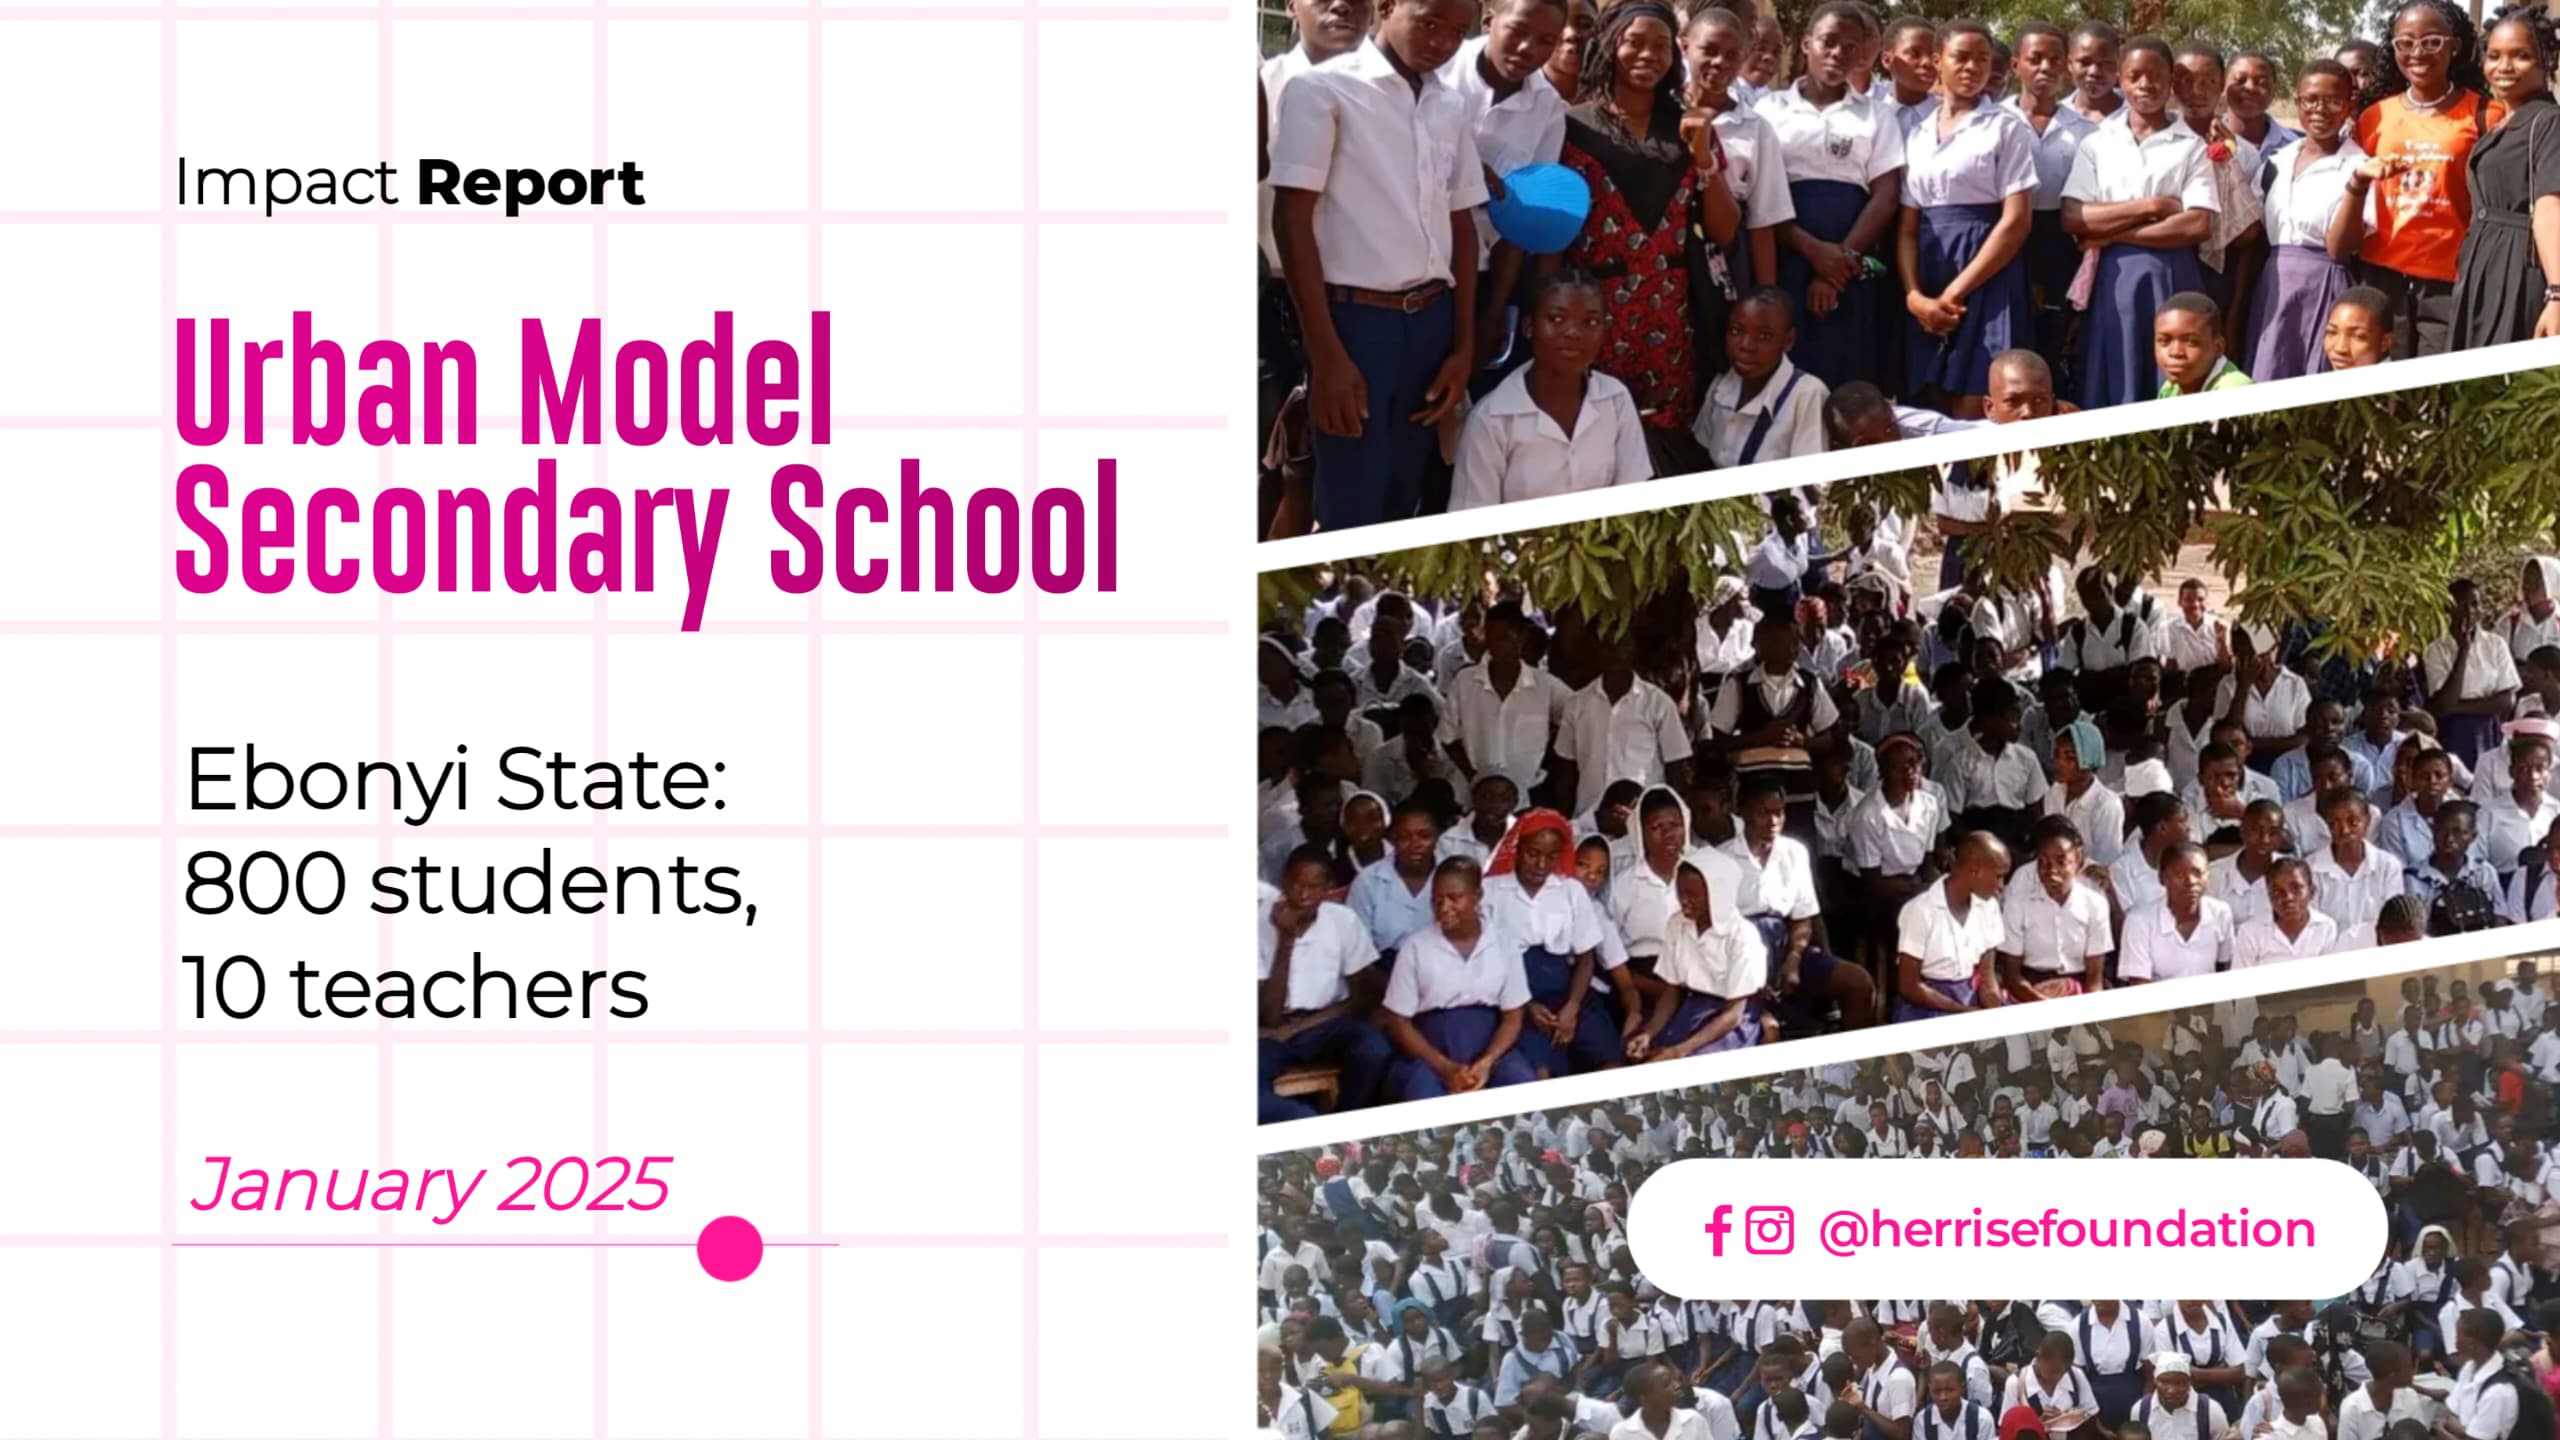 Impact Report
Urban Model
Secondary School
Ebonyi State:
800 students,
10 teachers
January 2025
@herrisefoundation